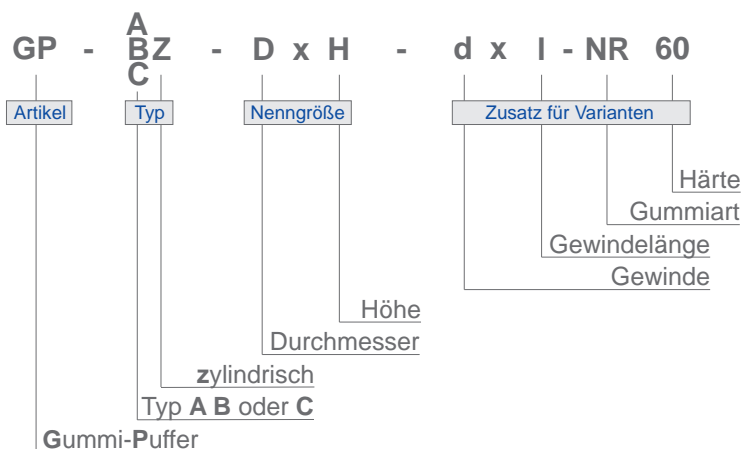 A
GP - BZ - D x H - d x l - NR 60
C
Artikel Typ Nenngröße Zusatz für Varianten
Härte
Gummiart
Gewindelänge
Gewinde
Höhe
Durchmesser
zylindrisch
Typ A B oder C
Gummi-Puffer